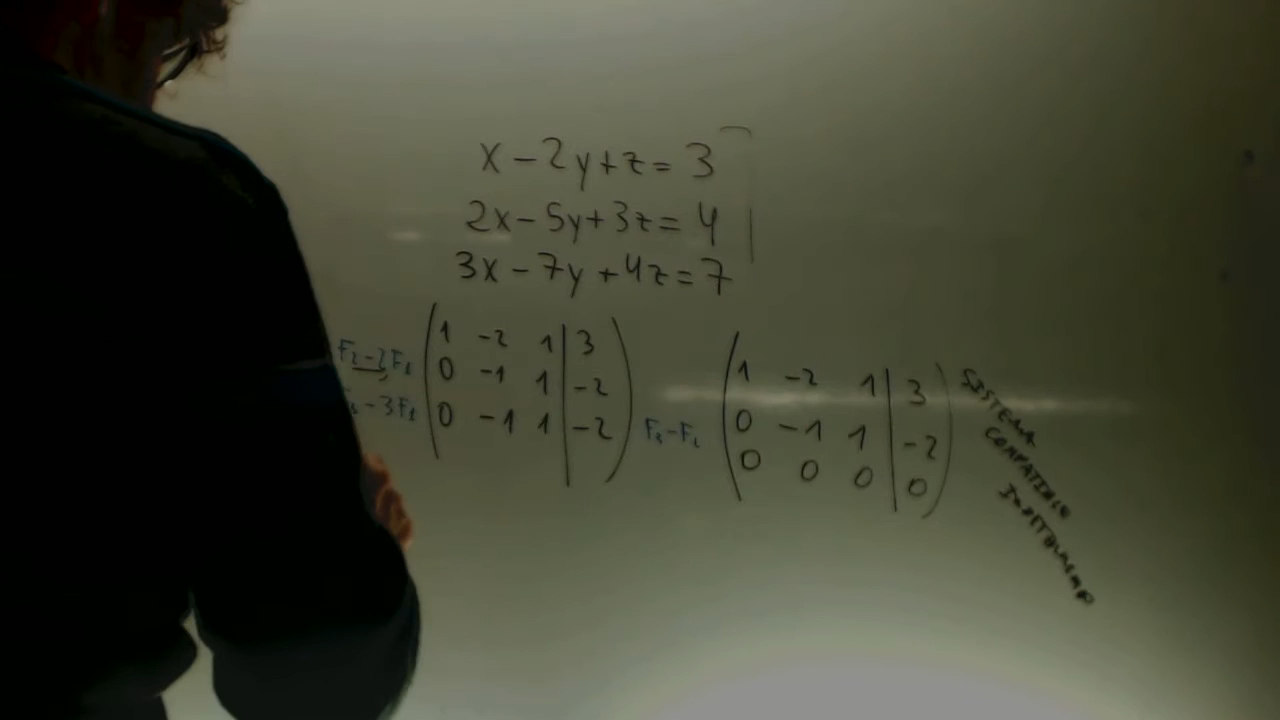 x - 2y + z = 3
2x - 5y + 3z = 4
3x - 7y + 4z = 7
F₂ - 2F₁
- 3F₁
1 -2 1 | 3
0 -1 1 | -2
0 -1 1 | -2
F₃ - F₂
1 -2 1 | 3
0 -1 1 | -2
0 0 0 | 0
SISTEMA
COMPATIBLE